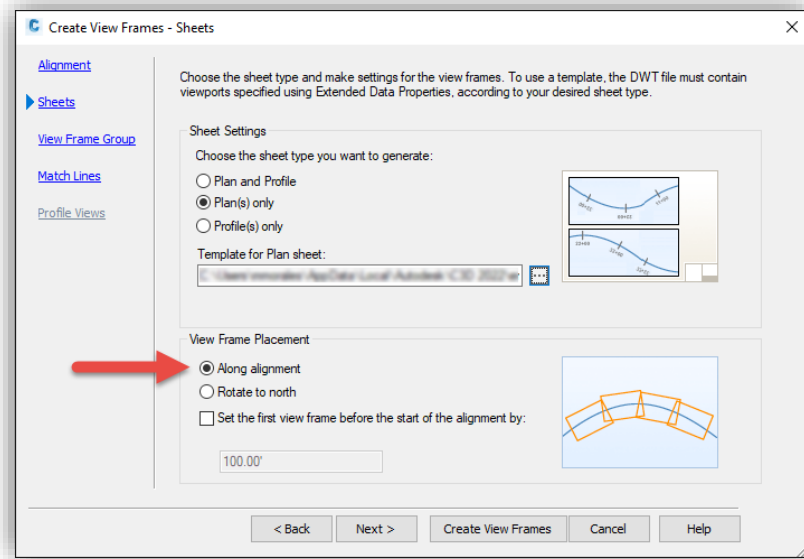 Create View Frames - Sheets
Alignment
Sheets
View Frame Group
Match Lines
Profile Views
Choose the sheet type and make settings for the view frames. To use a template, the DWT file must contain
viewports specified using Extended Data Properties, according to your desired sheet type.
Sheet Settings
Choose the sheet type you want to generate:
Plan and Profile
Plan(s) only
Profile(s) only
Template for Plan sheet:
...
View Frame Placement
Along alignment
Rotate to north
Set the first view frame before the start of the alignment by:
100.00'
< Back
Next >
Create View Frames
Cancel
Help